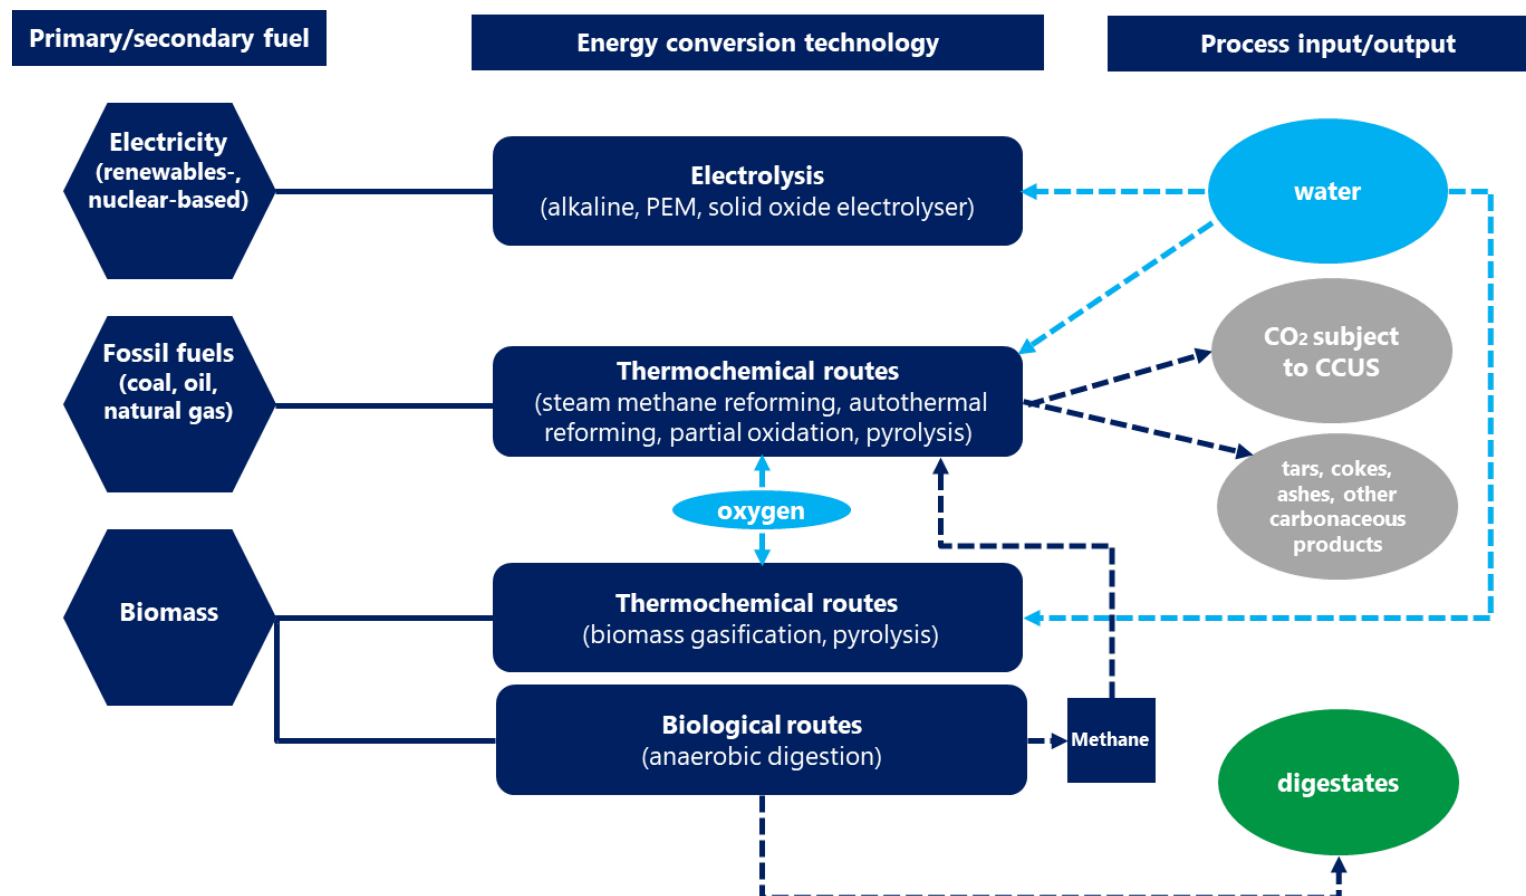 Primary/secondary fuel
Energy conversion technology
Process input/output
Electricity
(renewables-,
nuclear-based)
Electrolysis
(alkaline, PEM, solid oxide electrolyser)
water
Fossil fuels
(coal, oil,
natural gas)
Thermochemical routes
(steam methane reforming, autothermal
reforming, partial oxidation, pyrolysis)
CO₂ subject
to CCUS
oxygen
tars, cokes,
ashes, other
carbonaceous
products
Biomass
Thermochemical routes
(biomass gasification, pyrolysis)
Biological routes
(anaerobic digestion)
Methane
digestates